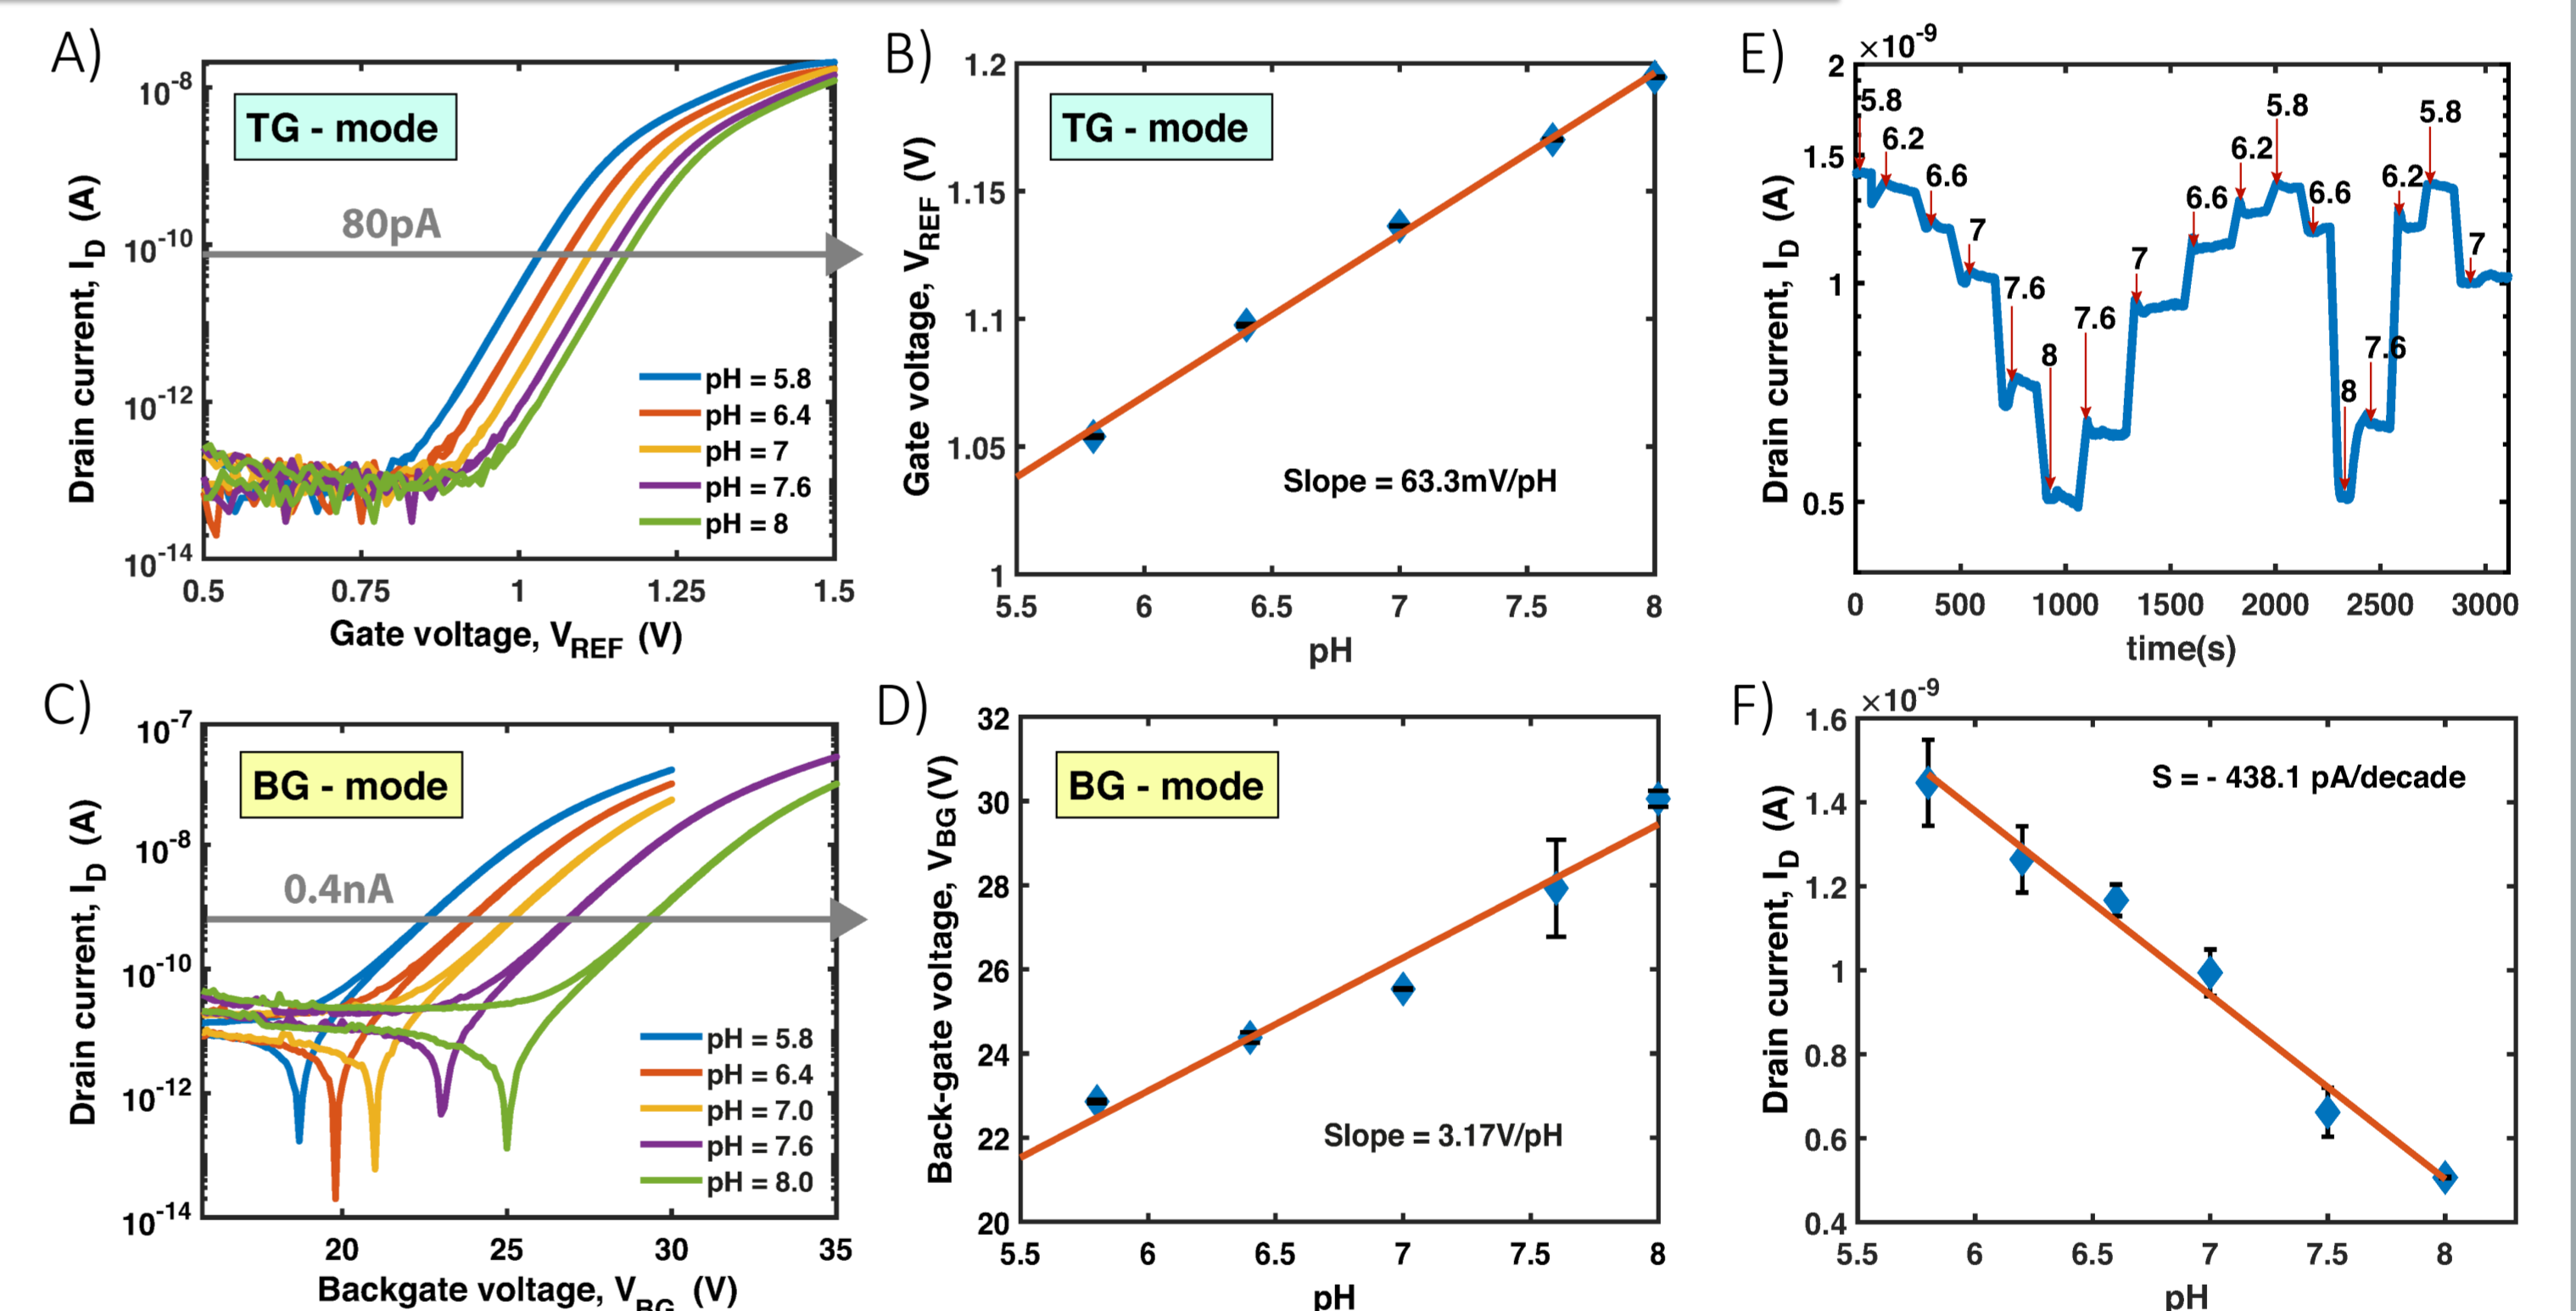 A)
10^-8
10^-10
10^-12
10^-14
Drain current, I_D (A)
TG - mode
80pA
pH = 5.8
pH = 6.4
pH = 7
pH = 7.6
pH = 8
0.5 0.75 1 1.25 1.5
Gate voltage, V_REF (V)
B)
1.2
1.15
1.1
1.05
1
Gate voltage, V_REF (V)
TG - mode
Slope = 63.3mV/pH
5.5 6 6.5 7 7.5 8
pH
E)
×10^-9
2
1.5
1
0.5
Drain current, I_D (A)
5.8 6.2 6.6 7 7.6 8 7.6 7 6.6 6.2 5.8 6.6 8 7.6 6.2 5.8 7
0 500 1000 1500 2000 2500 3000
time(s)
C)
10^-7
10^-8
10^-10
10^-12
10^-14
Drain current, I_D (A)
BG - mode
0.4nA
pH = 5.8
pH = 6.4
pH = 7.0
pH = 7.6
pH = 8.0
20 25 30 35
Backgate voltage, V_BG (V)
D)
32
30
28
26
24
22
20
Back-gate voltage, V_BG (V)
BG - mode
Slope = 3.17V/pH
5.5 6 6.5 7 7.5 8
pH
F)
×10^-9
1.6
1.4
1.2
1
0.8
0.6
0.4
Drain current, I_D (A)
S = - 438.1 pA/decade
5.5 6 6.5 7 7.5 8
pH